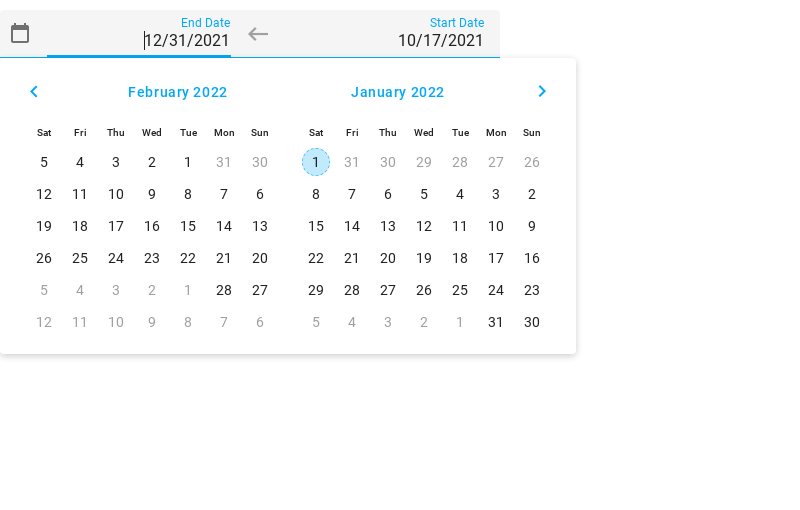 End Date Start Date
12/31/2021 10/17/2021
February 2022 January 2022
Sat Fri Thu Wed Tue Mon Sun Sat Fri Thu Wed Tue Mon Sun
5 4 3 2 1 31 30 1 31 30 29 28 27 26
12 11 10 9 8 7 6 8 7 6 5 4 3 2
19 18 17 16 15 14 13 15 14 13 12 11 10 9
26 25 24 23 22 21 20 22 21 20 19 18 17 16
5 4 3 2 1 28 27 29 28 27 26 25 24 23
12 11 10 9 8 7 6 5 4 3 2 1 31 30